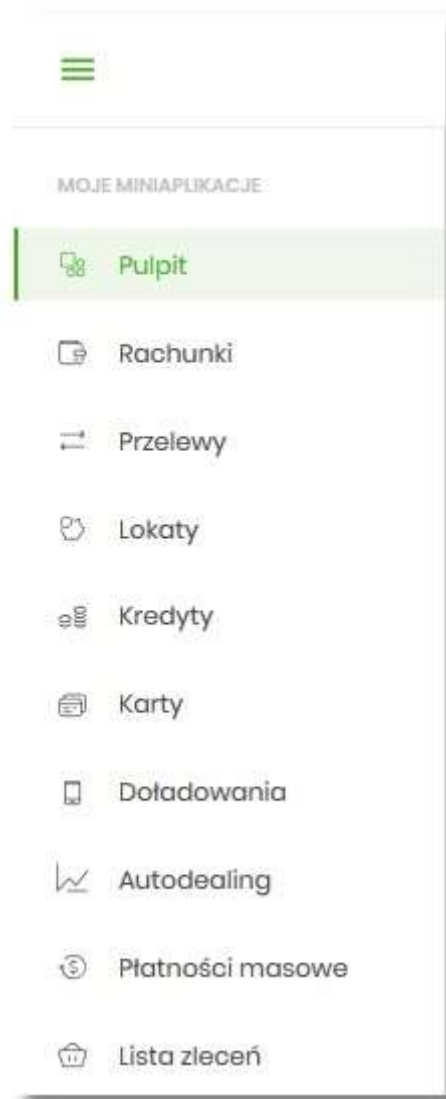 MOJE MINIAPLIKACJE
Pulpit
Rachunki
Przelewy
Lokaty
Kredyty
Karty
Doładowania
Autodealing
Płatności masowe
Lista zleceń